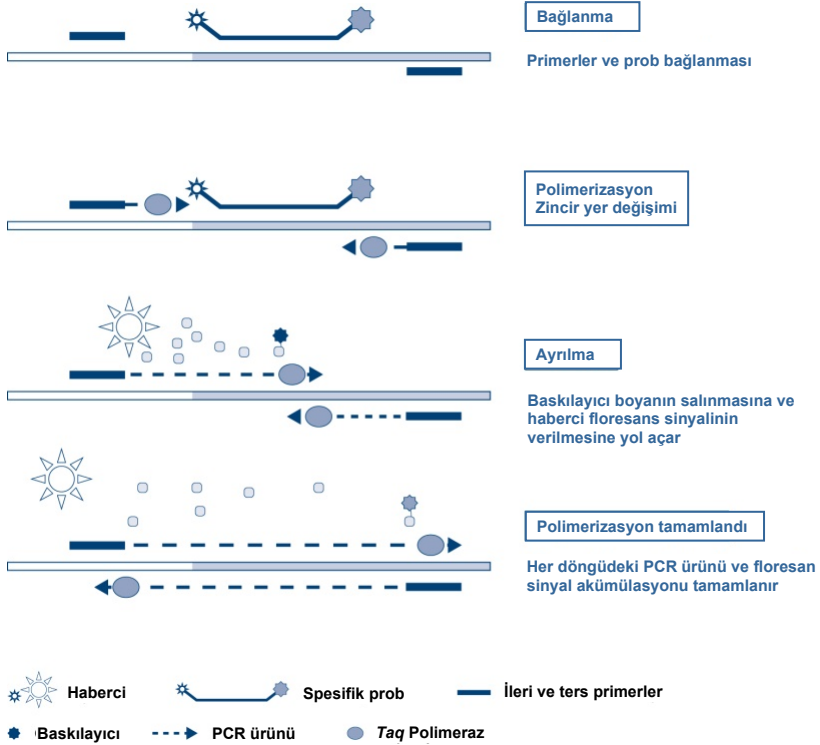 Bağlanma
Primerler ve prob bağlanması
Polimerizasyon
Zincir yer değişimi
Ayrılma
Baskılayıcı boyanın salınmasına ve
haberci floresans sinyalinin
verilmesine yol açar
Polimerizasyon tamamlandı
Her döngüdeki PCR ürünü ve floresan
sinyal akümülasyonu tamamlanır
Haberci
Spesifik prob
İleri ve ters primerler
Baskılayıcı
PCR ürünü
Taq Polimeraz